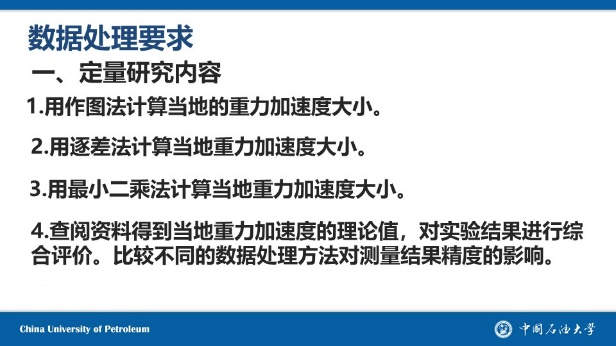 数据处理要求
一、定量研究内容
1.用作图法计算当地的重力加速度大小。
2.用逐差法计算当地重力加速度大小。
3.用最小二乘法计算当地重力加速度大小。
4.查阅资料得到当地重力加速度的理论值，对实验结果进行综
合评价。比较不同的数据处理方法对测量结果精度的影响。
China University of Petroleum
中国石油大学